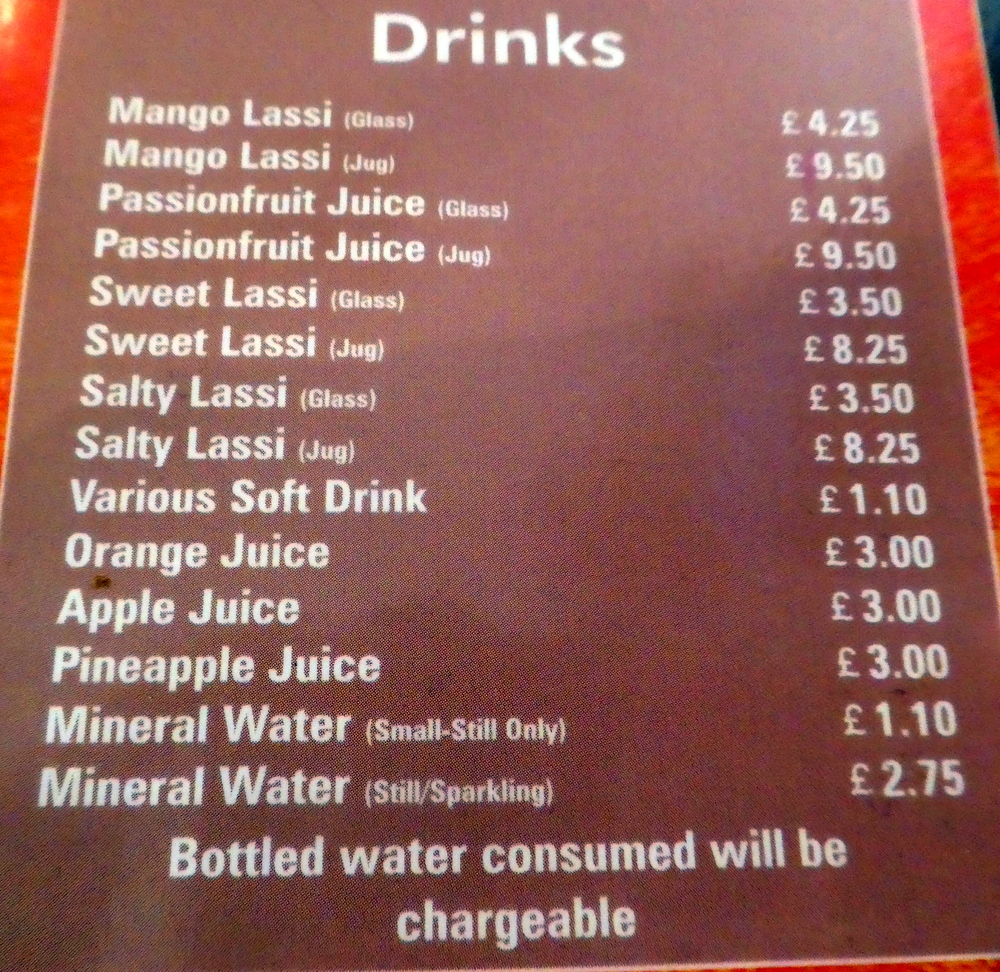 Drinks
Mango Lassi (Glass) £ 4.25
Mango Lassi (Jug) £ 9.50
Passionfruit Juice (Glass) £ 4.25
Passionfruit Juice (Jug) £ 9.50
Sweet Lassi (Glass) £ 3.50
Sweet Lassi (Jug) £ 8.25
Salty Lassi (Glass) £ 3.50
Salty Lassi (Jug) £ 8.25
Various Soft Drink £ 1.10
Orange Juice £ 3.00
Apple Juice £ 3.00
Pineapple Juice £ 3.00
Mineral Water (Small-Still Only) £ 1.10
Mineral Water (Still/Sparkling) £ 2.75
Bottled water consumed will be
chargeable